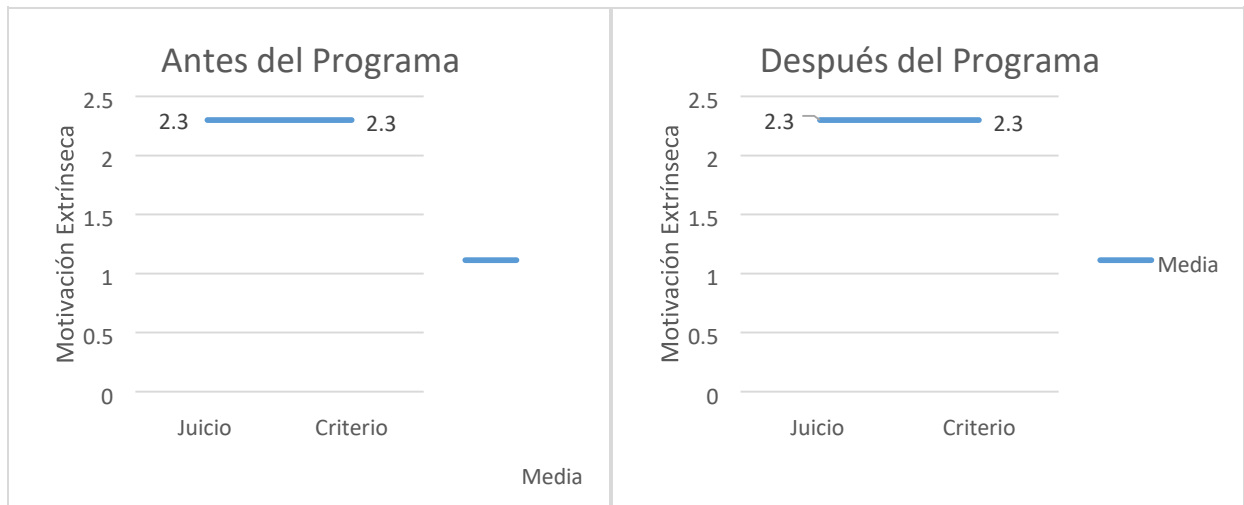 Antes del Programa
Motivación Extrínseca
2.5
2
1.5
1
0.5
0
2.3
2.3
Juicio
Criterio
Media
Después del Programa
Motivación Extrínseca
2.5
2
1.5
1
0.5
0
2.3
2.3
Juicio
Criterio
Media